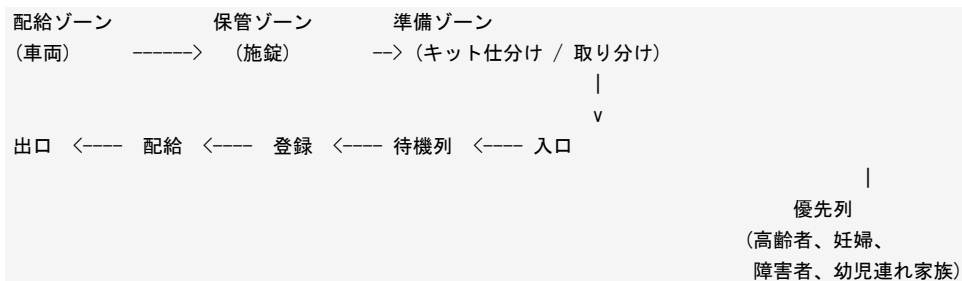 配給ゾーン 保管ゾーン 準備ゾーン
(車両) ------> (施錠) --> (キット仕分け / 取り分け)
|
v
出口 <---- 配給 <---- 登録 <---- 待機列 <---- 入口
|
優先列
(高齢者、妊婦、
障害者、幼児連れ家族)